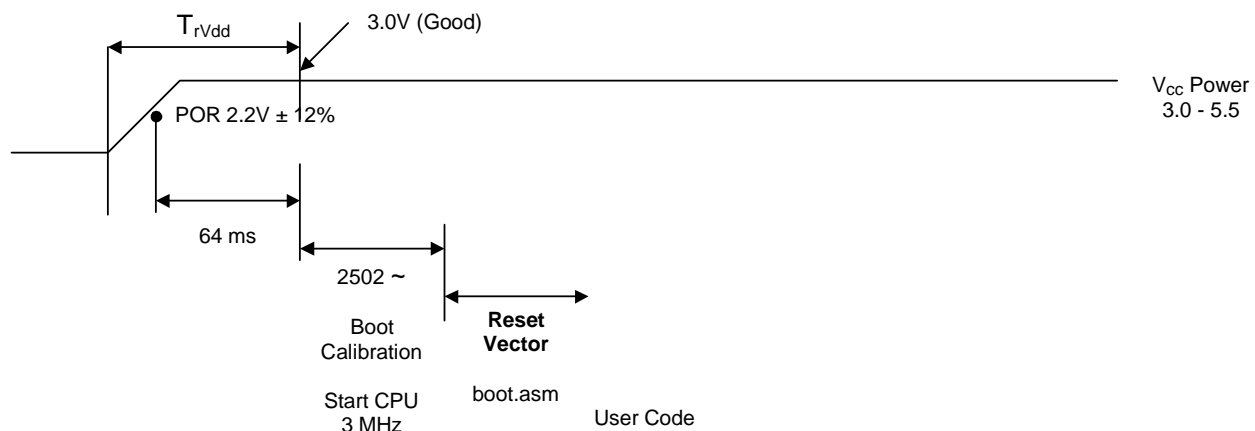 TrVdd
3.0V (Good)
VCC Power
3.0 - 5.5
POR 2.2V ± 12%
64 ms
2502 ~
Boot
Calibration
Start CPU
3 MHz
Reset
Vector
boot.asm
User Code